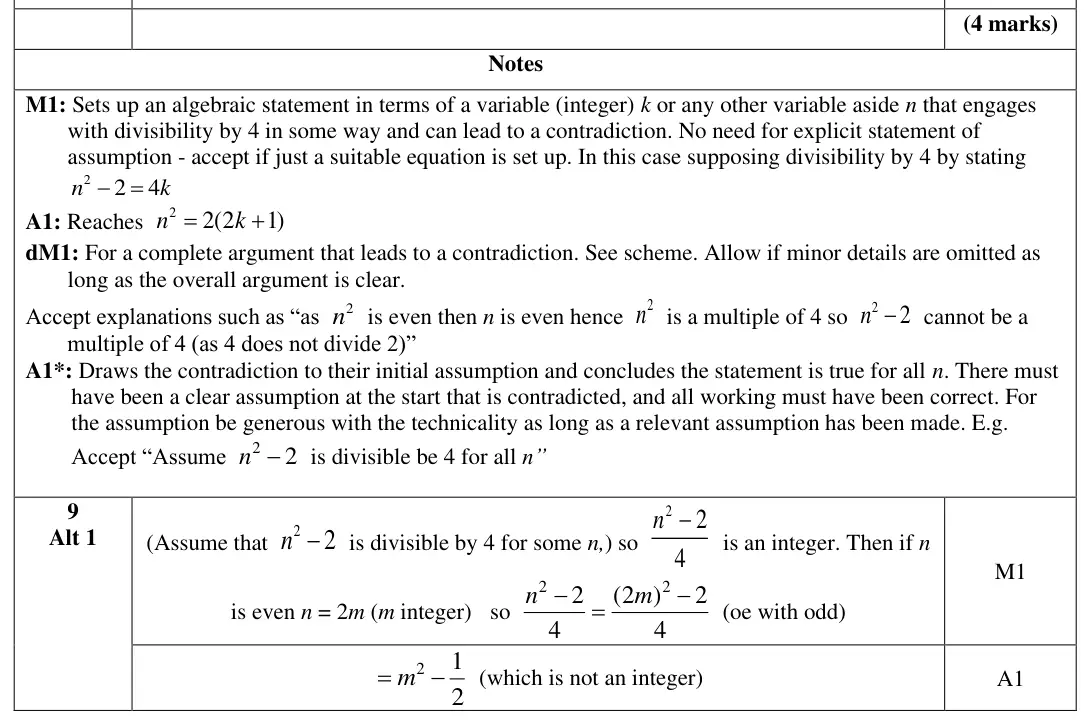 (4 marks)
Notes
M1: Sets up an algebraic statement in terms of a variable (integer) k or any other variable aside n that engages
with divisibility by 4 in some way and can lead to a contradiction. No need for explicit statement of
assumption - accept if just a suitable equation is set up. In this case supposing divisibility by 4 by stating
n² − 2 = 4k
A1: Reaches n² = 2(2k + 1)
dM1: For a complete argument that leads to a contradiction. See scheme. Allow if minor details are omitted as
long as the overall argument is clear.
Accept explanations such as “as n² is even then n is even hence n² is a multiple of 4 so n² − 2 cannot be a
multiple of 4 (as 4 does not divide 2)”
A1*: Draws the contradiction to their initial assumption and concludes the statement is true for all n. There must
have been a clear assumption at the start that is contradicted, and all working must have been correct. For
the assumption be generous with the technicality as long as a relevant assumption has been made. E.g.
Accept “Assume n² − 2 is divisible be 4 for all n”
9
Alt 1
(Assume that n² − 2 is divisible by 4 for some n,) so (n² − 2)/4 is an integer. Then if n
is even n = 2m (m integer) so (n² − 2)/4 = ((2m)² − 2)/4 (oe with odd)
M1
= m² − 1/2 (which is not an integer)
A1